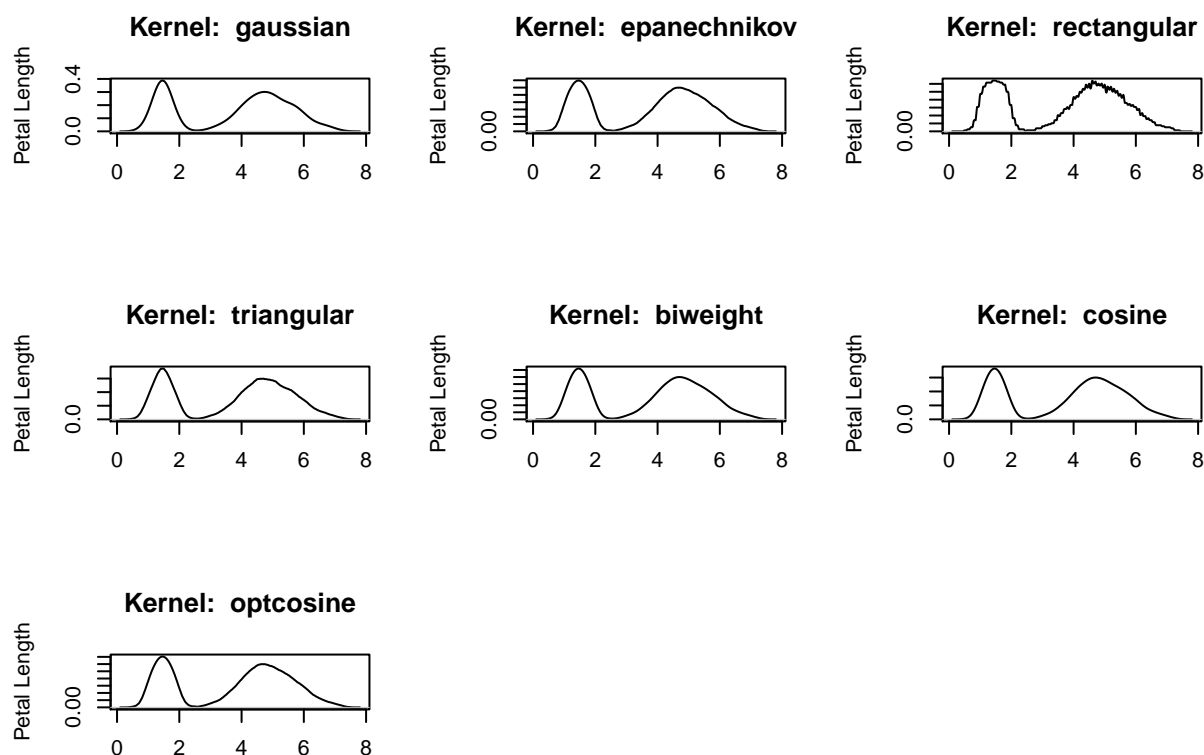 Kernel:  gaussian
Petal Length
0.4
0.0
0 2 4 6 8
Kernel:  epanechnikov
Petal Length
0.00
0 2 4 6 8
Kernel:  rectangular
Petal Length
0.00
0 2 4 6 8
Kernel:  triangular
Petal Length
0.0
0 2 4 6 8
Kernel:  biweight
Petal Length
0.00
0 2 4 6 8
Kernel:  cosine
Petal Length
0.0
0 2 4 6 8
Kernel:  optcosine
Petal Length
0.00
0 2 4 6 8